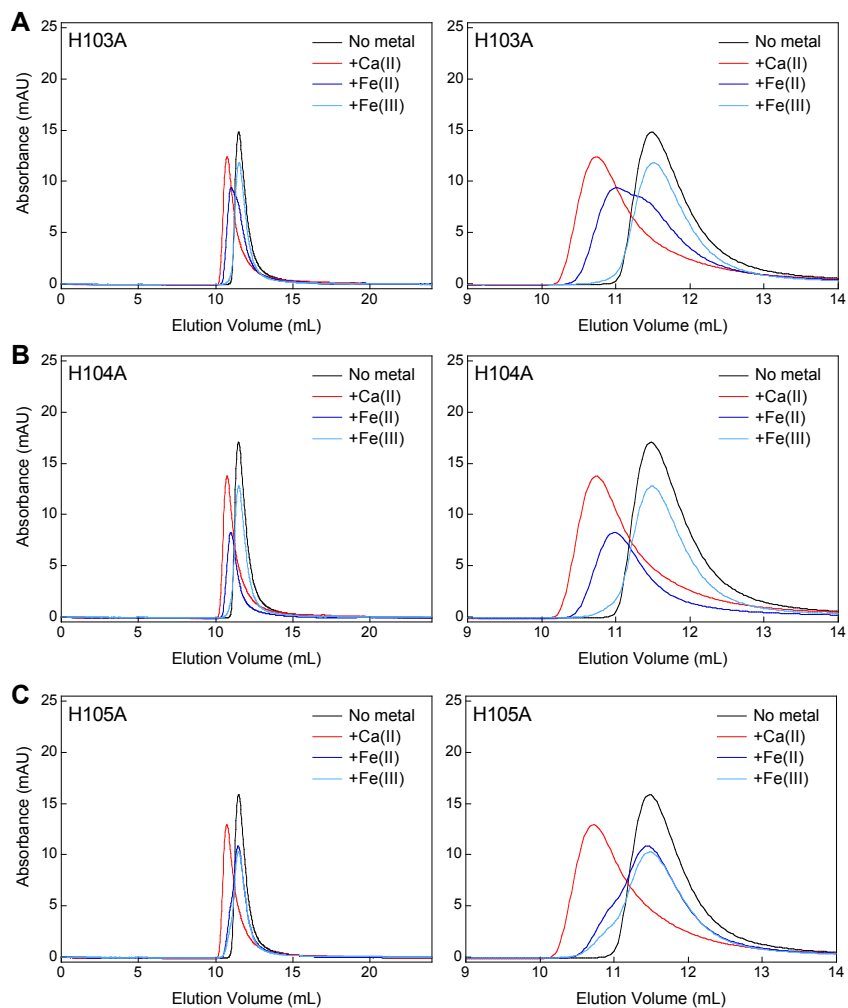 A
H103A
No metal
+Ca(II)
+Fe(II)
+Fe(III)
Absorbance (mAU)
25
20
15
10
5
0
0
5
10
15
20
Elution Volume (mL)
H103A
No metal
+Ca(II)
+Fe(II)
+Fe(III)
25
20
15
10
5
0
9
10
11
12
13
14
Elution Volume (mL)
B
H104A
No metal
+Ca(II)
+Fe(II)
+Fe(III)
Absorbance (mAU)
25
20
15
10
5
0
0
5
10
15
20
Elution Volume (mL)
H104A
No metal
+Ca(II)
+Fe(II)
+Fe(III)
25
20
15
10
5
0
9
10
11
12
13
14
Elution Volume (mL)
C
H105A
No metal
+Ca(II)
+Fe(II)
+Fe(III)
Absorbance (mAU)
25
20
15
10
5
0
0
5
10
15
20
Elution Volume (mL)
H105A
No metal
+Ca(II)
+Fe(II)
+Fe(III)
25
20
15
10
5
0
9
10
11
12
13
14
Elution Volume (mL)